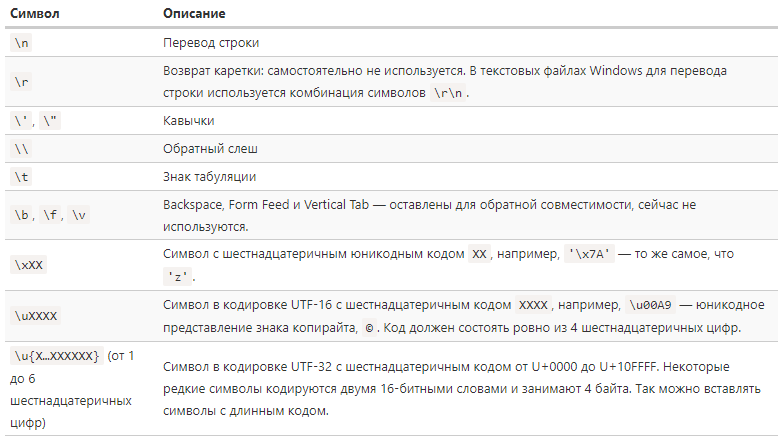 Символ Описание
\n Перевод строки
\r Возврат каретки: самостоятельно не используется. В текстовых файлах Windows для перевода
строки используется комбинация символов \r\n.
\', \" Кавычки
\\ Обратный слеш
\t Знак табуляции
\b, \f, \v Backspace, Form Feed и Vertical Tab — оставлены для обратной совместимости, сейчас не
используются.
\xXX Символ с шестнадцатеричным юникодным кодом XX, например, '\x7A' — то же самое, что
'z'.
\uXXXX Символ в кодировке UTF-16 с шестнадцатеричным кодом XXXX, например, \u00A9 — юникодное
представление знака копирайта, ©. Код должен состоять ровно из 4 шестнадцатеричных цифр.
\u{X…XXXXXX} (от 1
до 6
шестнадцатеричных
цифр)
Символ в кодировке UTF-32 с шестнадцатеричным кодом от U+0000 до U+10FFFF. Некоторые
редкие символы кодируются двумя 16-битными словами и занимают 4 байта. Так можно вставлять
символы с длинным кодом.